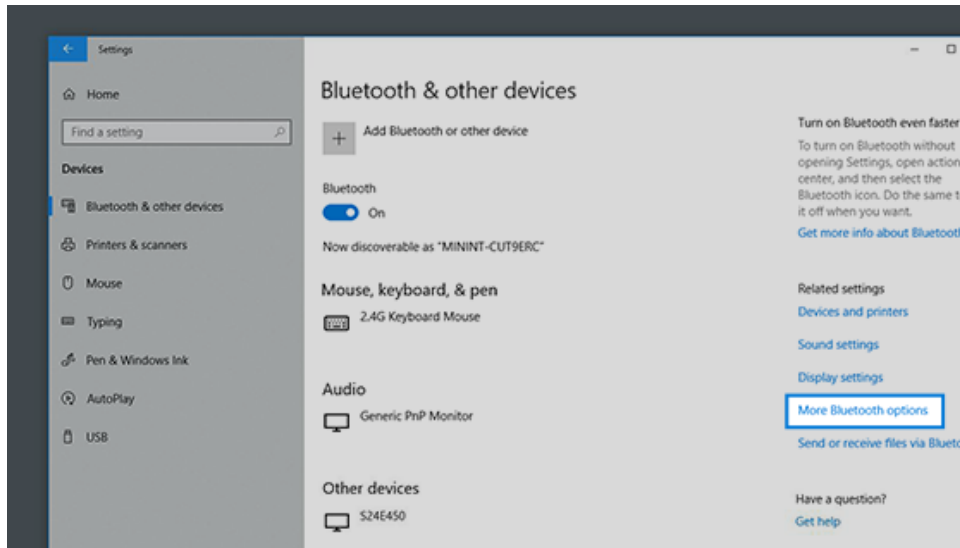 Settings
Home
Find a setting
Devices
Bluetooth & other devices
Printers & scanners
Mouse
Typing
Pen & Windows Ink
AutoPlay
USB
Bluetooth & other devices
Add Bluetooth or other device
Bluetooth
On
Now discoverable as "MININT-CUT9ERC"
Mouse, keyboard, & pen
2.4G Keyboard Mouse
Audio
Generic PnP Monitor
Other devices
S24E450
Turn on Bluetooth even faster
To turn on Bluetooth without
opening Settings, open action
center, and then select the
Bluetooth icon. Do the same t
it off when you want.
Get more info about Bluetooth
Related settings
Devices and printers
Sound settings
Display settings
More Bluetooth options
Send or receive files via Blueto
Have a question?
Get help